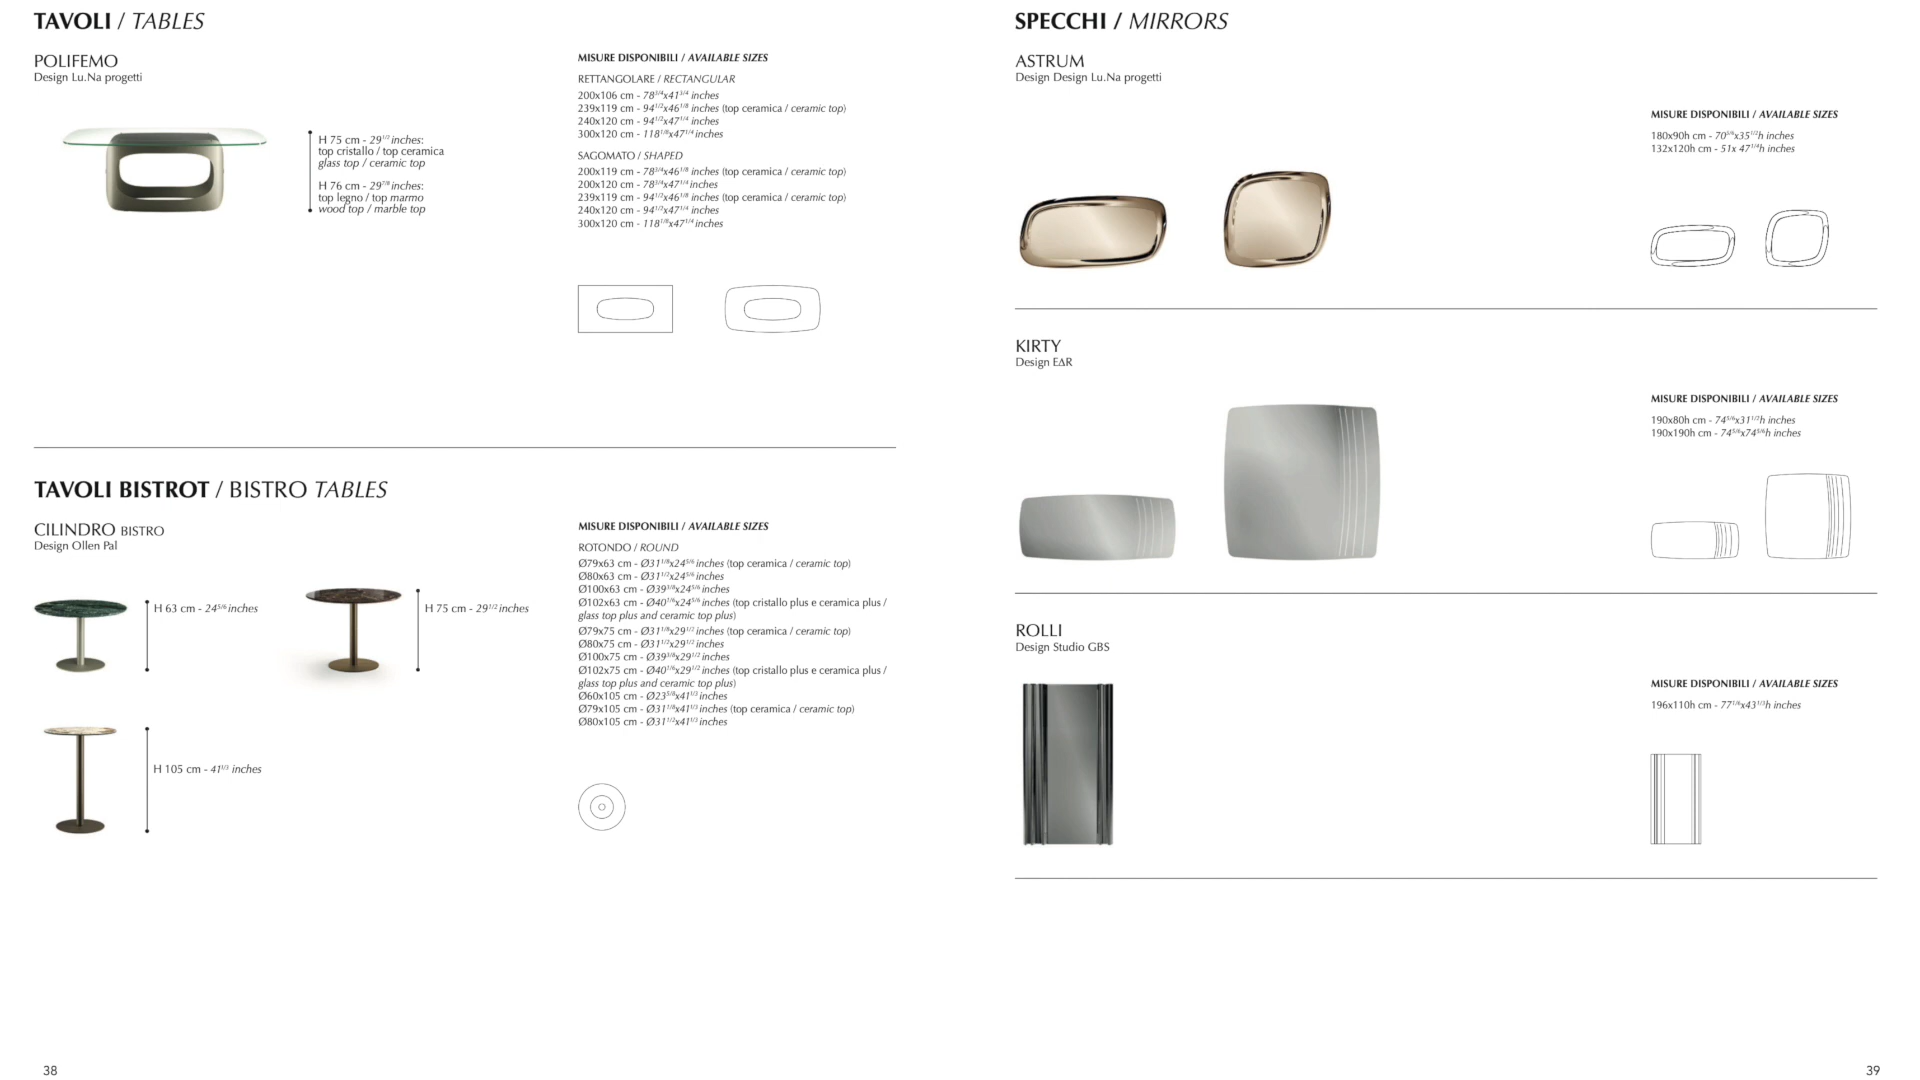 TAVOLI / TABLES
POLIFEMO
Design Lu.Na progetti
H 75 cm - 29 1/2 inches:
top cristallo / top ceramica
glass top / ceramic top
H 76 cm - 29 7/8 inches:
top legno / top marmo
wood top / marble top
MISURE DISPONIBILI / AVAILABLE SIZES
RETTANGOLARE / RECTANGULAR
200x106 cm - 78 3/4x41 3/4 inches
239x119 cm - 94 1/2x46 1/8 inches (top ceramica / ceramic top)
240x120 cm - 94 1/2x47 1/4 inches
300x120 cm - 118 1/8x47 1/4 inches
SAGOMATO / SHAPED
200x119 cm - 78 3/4x46 1/8 inches (top ceramica / ceramic top)
200x120 cm - 78 3/4x47 1/4 inches
239x119 cm - 94 1/2x46 1/8 inches (top ceramica / ceramic top)
240x120 cm - 94 1/2x47 1/4 inches
300x120 cm - 118 1/8x47 1/4 inches
TAVOLI BISTROT / BISTRO TABLES
CILINDRO BISTRO
Design Ollen Pal
H 63 cm - 24 5/6 inches
H 75 cm - 29 1/2 inches
H 105 cm - 41 1/3 inches
MISURE DISPONIBILI / AVAILABLE SIZES
ROTONDO / ROUND
Ø79x63 cm - Ø31 1/8x24 5/6 inches (top ceramica / ceramic top)
Ø80x63 cm - Ø31 1/2x24 5/6 inches
Ø100x63 cm - Ø39 3/8x24 5/6 inches
Ø102x63 cm - Ø40 1/6x24 5/6 inches (top cristallo plus e ceramica plus /
glass top plus and ceramic top plus)
Ø79x75 cm - Ø31 1/8x29 1/2 inches (top ceramica / ceramic top)
Ø80x75 cm - Ø31 1/2x29 1/2 inches
Ø100x75 cm - Ø39 3/8x29 1/2 inches
Ø102x75 cm - Ø40 1/6x29 1/2 inches (top cristallo plus e ceramica plus /
glass top plus and ceramic top plus)
Ø60x105 cm - Ø23 5/8x41 1/3 inches
Ø79x105 cm - Ø31 1/8x41 1/3 inches (top ceramica / ceramic top)
Ø80x105 cm - Ø31 1/2x41 1/3 inches
38
SPECCHI / MIRRORS
ASTRUM
Design Design Lu.Na progetti
MISURE DISPONIBILI / AVAILABLE SIZES
180x90h cm - 70 5/6x35 1/2h inches
132x120h cm - 51x 47 1/4h inches
KIRTY
Design E∆R
MISURE DISPONIBILI / AVAILABLE SIZES
190x80h cm - 74 5/6x31 1/2h inches
190x190h cm - 74 5/6x74 5/6h inches
ROLLI
Design Studio GBS
MISURE DISPONIBILI / AVAILABLE SIZES
196x110h cm - 77 1/6x43 1/3h inches
39